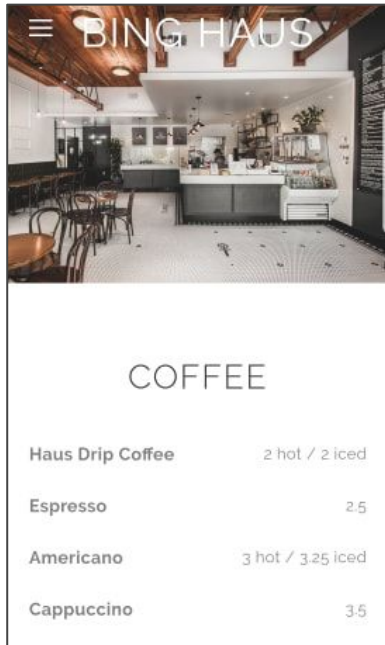 BING HAUS
COFFEE
Haus Drip Coffee 2 hot / 2 iced
Espresso 2.5
Americano 3 hot / 3.25 iced
Cappuccino 3.5